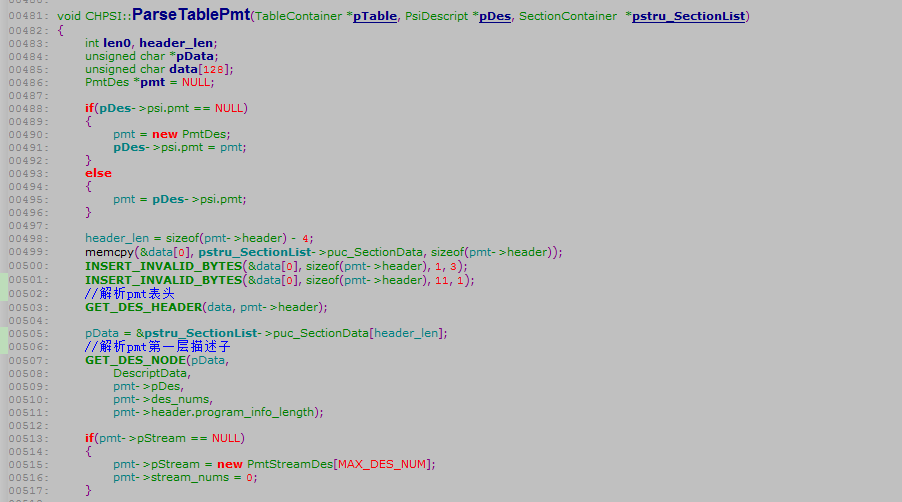 00481: void CHPSI::ParseTablePmt(TableContainer *pTable, PsiDescript *pDes, SectionContainer  *pstru_SectionList)
00482: {
00483:     int len0, header_len;
00484:     unsigned char *pData;
00485:     unsigned char data[128];
00486:     PmtDes *pmt = NULL;
00487:
00488:     if(pDes->psi.pmt == NULL)
00489:     {
00490:         pmt = new PmtDes;
00491:         pDes->psi.pmt = pmt;
00492:     }
00493:     else
00494:     {
00495:         pmt = pDes->psi.pmt;
00496:     }
00497:
00498:     header_len = sizeof(pmt->header) - 4;
00499:     memcpy(&data[0], pstru_SectionList->puc_SectionData, sizeof(pmt->header));
00500:     INSERT_INVALID_BYTES(&data[0], sizeof(pmt->header), 1, 3);
00501:     INSERT_INVALID_BYTES(&data[0], sizeof(pmt->header), 11, 1);
00502:     //解析pmt表头
00503:     GET_DES_HEADER(data, pmt->header);
00504:
00505:     pData = &pstru_SectionList->puc_SectionData[header_len];
00506:     //解析pmt第一层描述子
00507:     GET_DES_NODE(pData,
00508:         DescriptData,
00509:         pmt->pDes,
00510:         pmt->des_nums,
00511:         pmt->header.program_info_length);
00512:
00513:     if(pmt->pStream == NULL)
00514:     {
00515:         pmt->pStream = new PmtStreamDes[MAX_DES_NUM];
00516:         pmt->stream_nums = 0;
00517:     }